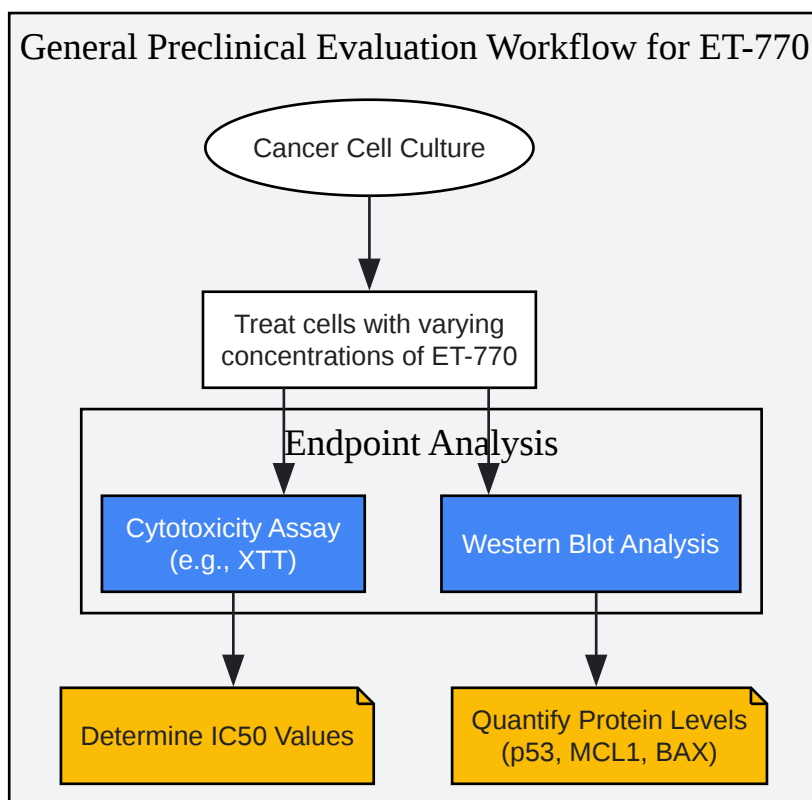 General Preclinical Evaluation Workflow for ET-770
Cancer Cell Culture
Treat cells with varying
concentrations of ET-770
Endpoint Analysis
Cytotoxicity Assay
(e.g., XTT)
Western Blot Analysis
Determine IC50 Values
Quantify Protein Levels
(p53, MCL1, BAX)